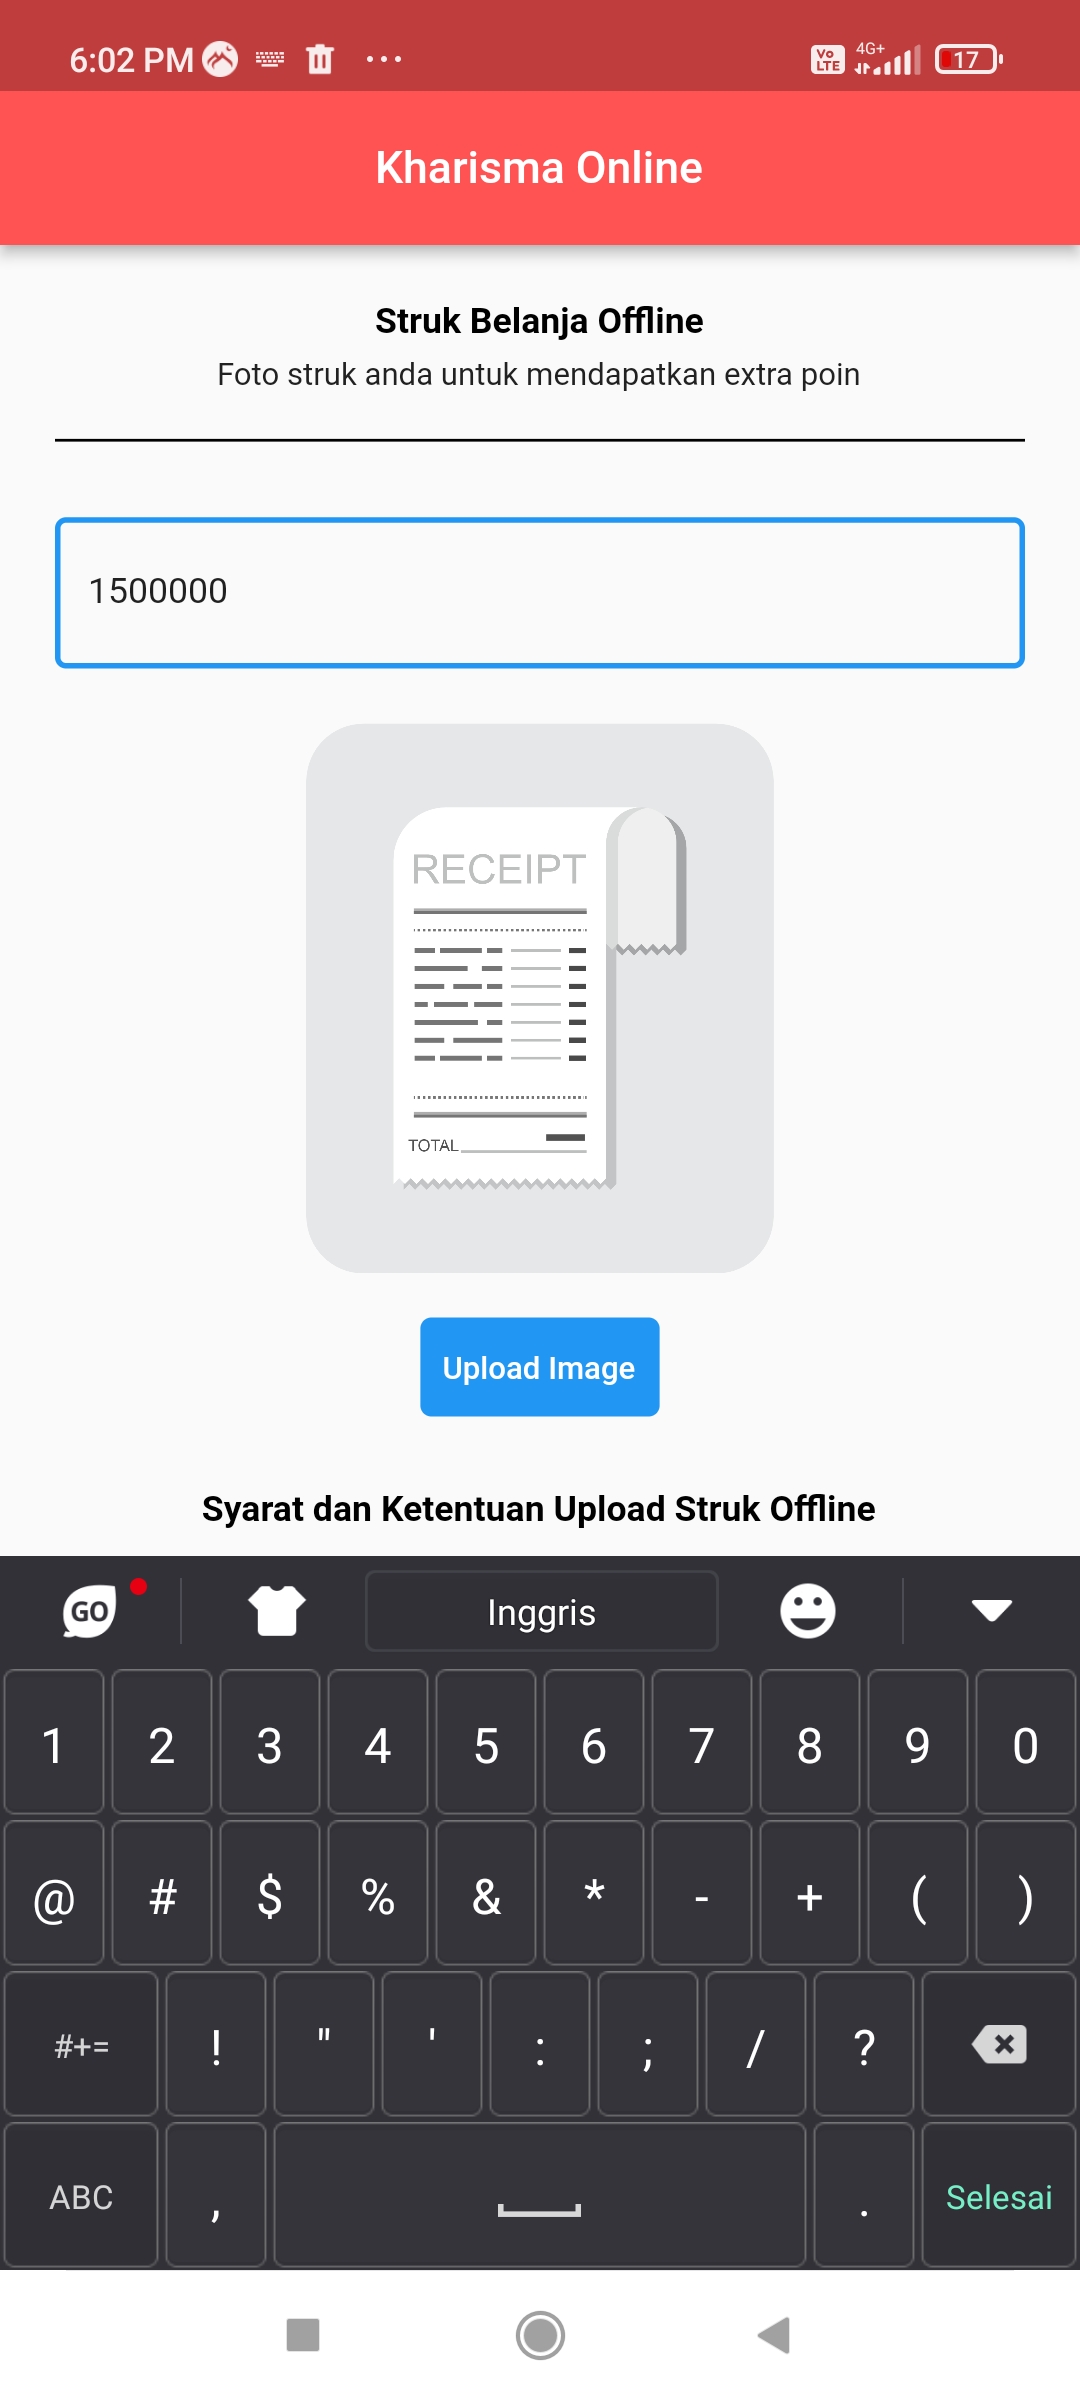 6:02 PM
Vo LTE 4G+ 17
Kharisma Online
Struk Belanja Offline
Foto struk anda untuk mendapatkan extra poin
1500000
RECEIPT
TOTAL
Upload Image
Syarat dan Ketentuan Upload Struk Offline
GO Inggris
1 2 3 4 5 6 7 8 9 0
@ # $ % & * - + ( )
#+= ! " ' : ; / ?
ABC , . Selesai